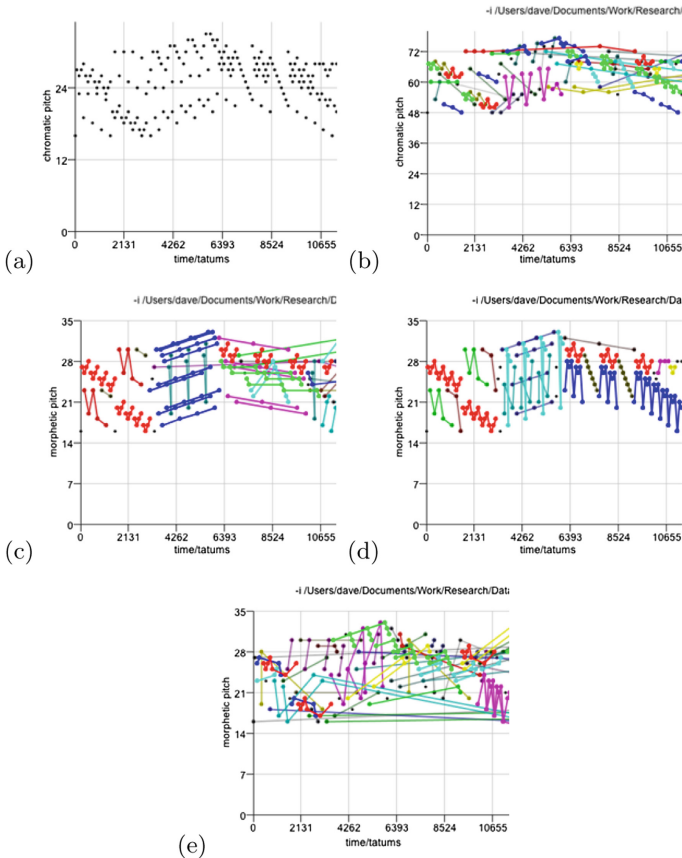 24
12
0
chromatic pitch
0 2131 4262 6393 8524 10655
time/tatums
(a)
-i /Users/dave/Documents/Work/Research/
72
60
48
36
24
12
0
chromatic pitch
0 2131 4262 6393 8524 10655
time/tatums
(b)
-i /Users/dave/Documents/Work/Research/D
35
28
21
14
7
0
morphetic pitch
0 2131 4262 6393 8524 10655
time/tatums
(c)
-i /Users/dave/Documents/Work/Research/Da
35
28
21
14
7
0
morphetic pitch
0 2131 4262 6393 8524 10655
time/tatums
(d)
-i /Users/dave/Documents/Work/Research/Data
35
28
21
14
7
0
morphetic pitch
0 2131 4262 6393 8524 10655
time/tatums
(e)